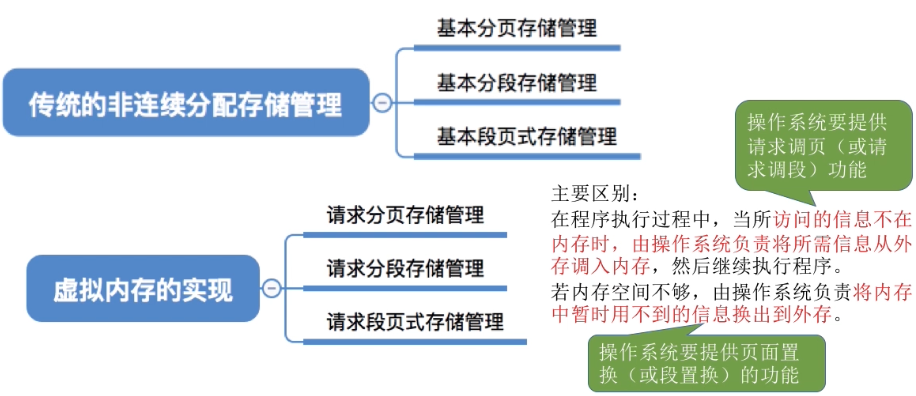 基本分页存储管理
传统的非连续分配存储管理
基本分段存储管理
基本段页式存储管理
操作系统要提供
请求调页（或请
求调段）功能
请求分页存储管理
虚拟内存的实现
请求分段存储管理
请求段页式存储管理
主要区别：
在程序执行过程中，当所访问的信息不在
内存时，由操作系统负责将所需信息从外
存调入内存，然后继续执行程序。
若内存空间不够，由操作系统负责将内存
中暂时用不到的信息换出到外存。
操作系统要提供页面置
换（或段置换）的功能